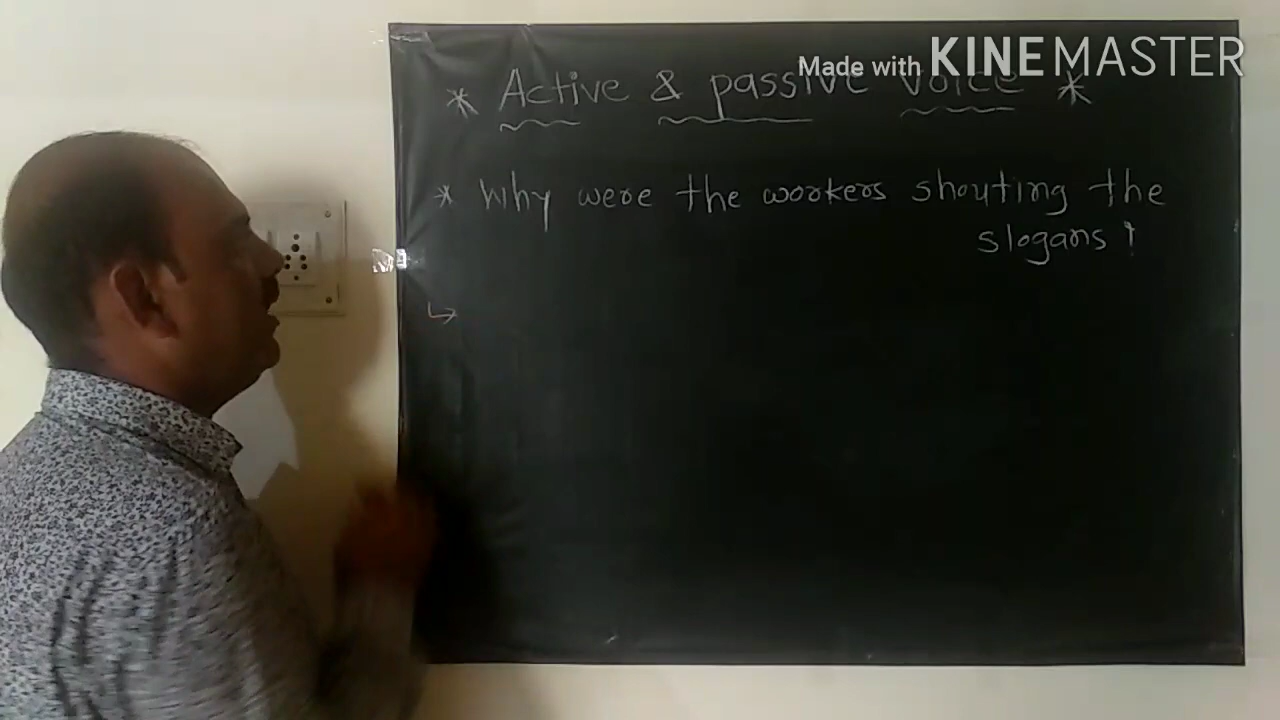 Made with KINEMASTER
* Active & passive voice *
* Why were the workers shouting the
slogans !
↳